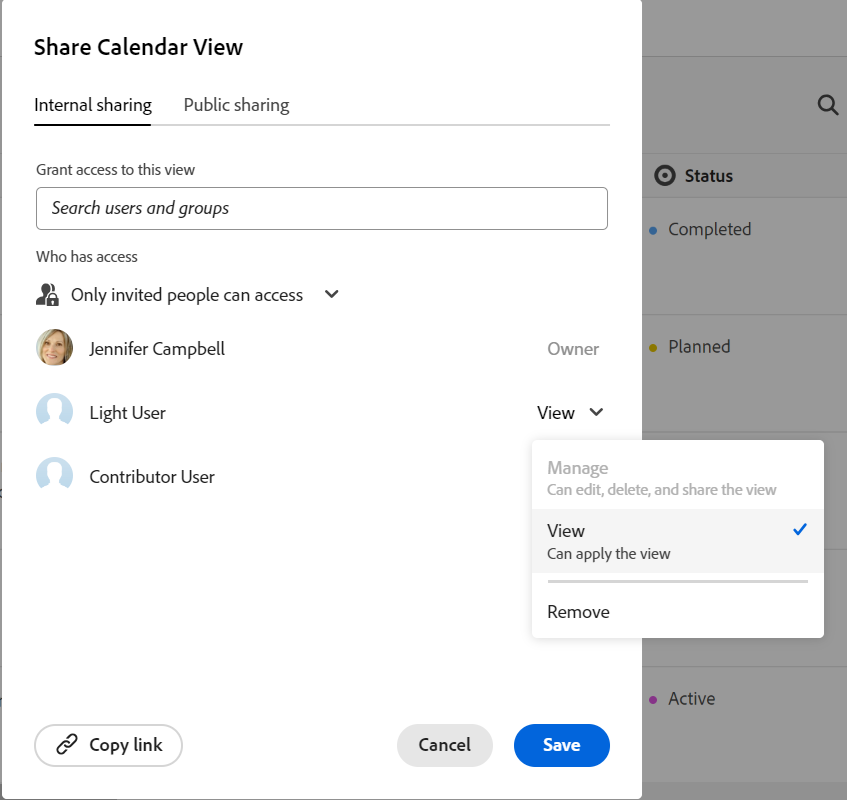 Share Calendar View
Internal sharing
Public sharing
Grant access to this view
Search users and groups
Who has access
Only invited people can access
Jennifer Campbell
Owner
Light User
View
Contributor User
Manage
Can edit, delete, and share the view
View
Can apply the view
Remove
Copy link
Cancel
Save
Status
Completed
Planned
Active